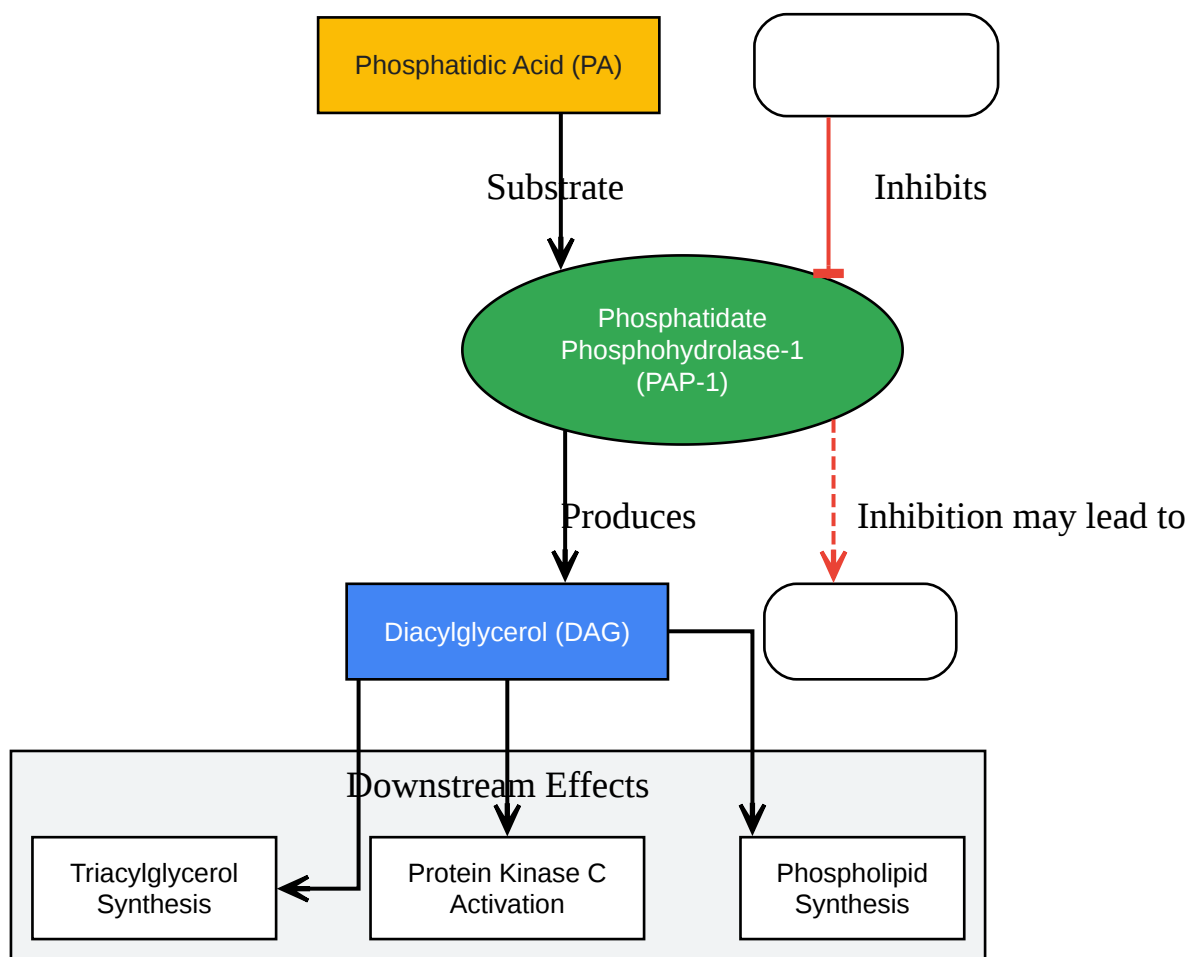 Phosphatidic Acid (PA)
Substrate
Inhibits
Phosphatidate
Phosphohydrolase-1
(PAP-1)
Produces
Inhibition may lead to
Diacylglycerol (DAG)
Downstream Effects
Triacylglycerol
Synthesis
Protein Kinase C
Activation
Phospholipid
Synthesis